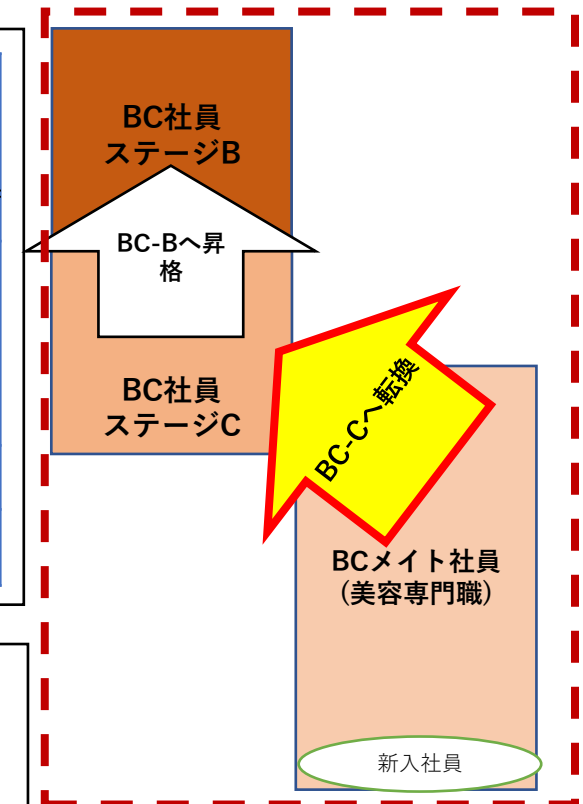 BC社員
ステージB
BC-Bへ昇
格
BC社員
ステージC
BC-Cへ転換
BCメイト社員
(美容専門職)
新入社員